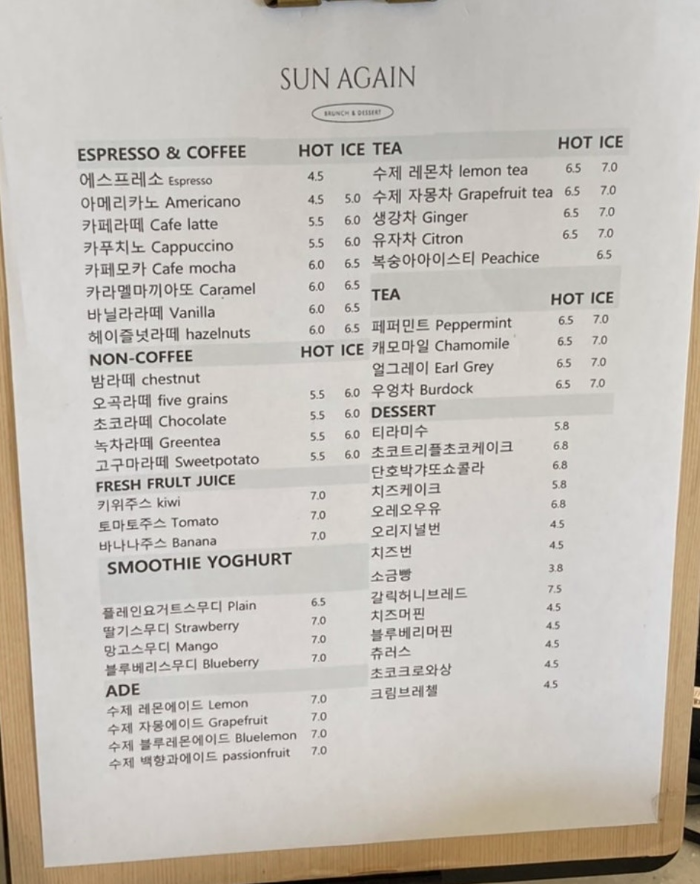 SUN AGAIN
BRUNCH & DESSERT
ESPRESSO & COFFEE HOT ICE
에스프레소 Espresso 4.5
아메리카노 Americano 4.5 5.0
카페라떼 Cafe latte 5.5 6.0
카푸치노 Cappuccino 5.5 6.0
카페모카 Cafe mocha 6.0 6.5
카라멜마끼아또 Caramel 6.0 6.5
바닐라라떼 Vanilla 6.0 6.5
헤이즐넛라떼 hazelnuts 6.0 6.5
NON-COFFEE HOT ICE
밤라떼 chestnut
오곡라떼 five grains 5.5 6.0
초코라떼 Chocolate 5.5 6.0
녹차라떼 Greentea 5.5 6.0
고구마라떼 Sweetpotato 5.5 6.0
FRESH FRULT JUICE
키위주스 kiwi 7.0
토마토주스 Tomato 7.0
바나나주스 Banana 7.0
SMOOTHIE YOGHURT
플레인요거트스무디 Plain 6.5
딸기스무디 Strawberry 7.0
망고스무디 Mango 7.0
블루베리스무디 Blueberry 7.0
ADE
수제 레몬에이드 Lemon 7.0
수제 자몽에이드 Grapefruit 7.0
수제 블루레몬에이드 Bluelemon 7.0
수제 백향과에이드 passionfruit 7.0
TEA HOT ICE
수제 레몬차 lemon tea 6.5 7.0
수제 자몽차 Grapefruit tea 6.5 7.0
생강차 Ginger 6.5 7.0
유자차 Citron 6.5 7.0
복숭아아이스티 Peachice 6.5
TEA HOT ICE
페퍼민트 Peppermint 6.5 7.0
캐모마일 Chamomile 6.5 7.0
얼그레이 Earl Grey 6.5 7.0
우엉차 Burdock 6.5 7.0
DESSERT
티라미수 5.8
초코트리플초코케이크 6.8
단호박갸또쇼콜라 6.8
치즈케이크 5.8
오레오우유 6.8
오리지널번 4.5
치즈번 4.5
소금빵 3.8
갈릭허니브레드 7.5
치즈머핀 4.5
블루베리머핀 4.5
츄러스 4.5
초코크로와상 4.5
크림브레첼 4.5